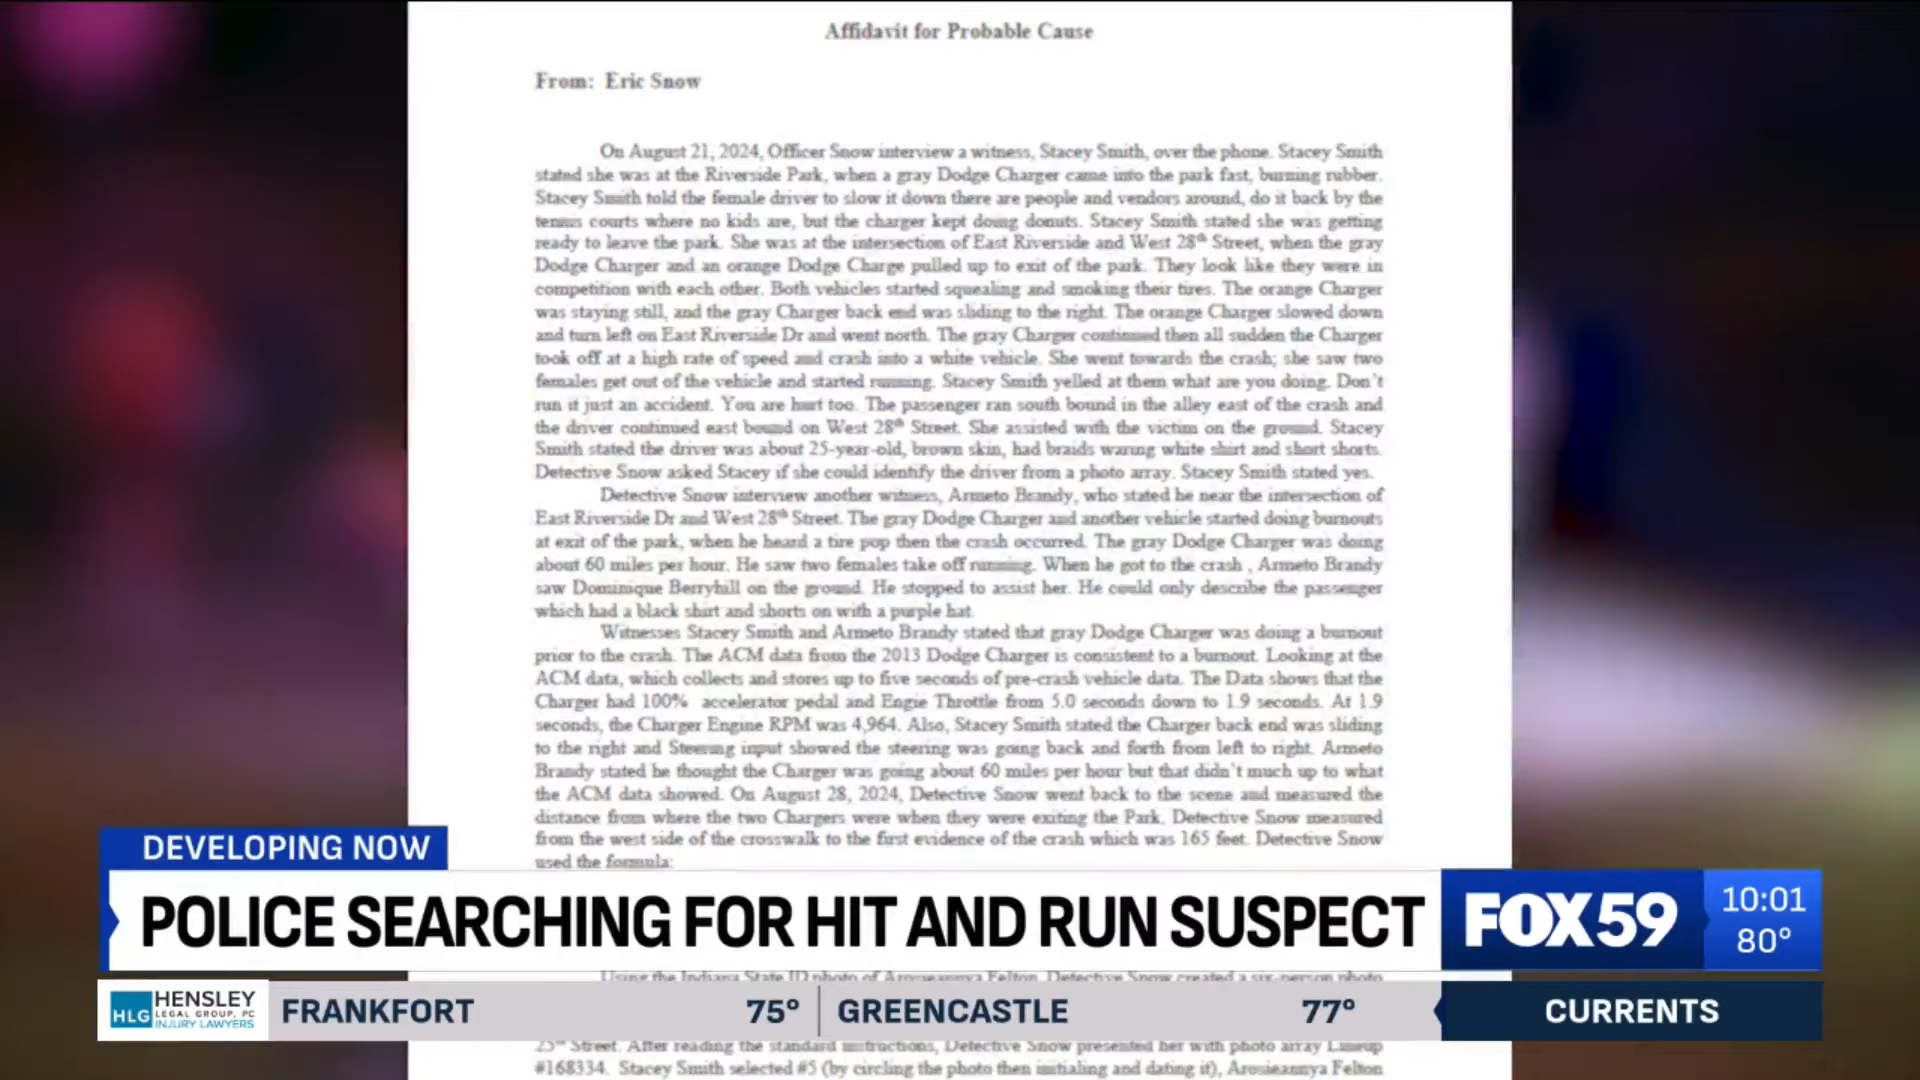 Affidavit for Probable Cause
From: Eric Snow
On August 21, 2024, Officer Snow interview a witness, Stacey Smith, over the phone. Stacey Smith
stated she was at the Riverside Park, when a gray Dodge Charger came into the park fast, burning rubber.
Stacey Smith told the female driver to slow it down there are people and vendors around, do it back by the
tennis courts where no kids are, but the charger kept doing donuts. Stacey Smith stated she was getting
ready to leave the park. She was at the intersection of East Riverside and West 28th Street, when the gray
Dodge Charger and an orange Dodge Charge pulled up to exit of the park. They look like they were in
competition with each other. Both vehicles started squealing and smoking their tires. The orange Charger
was staying still, and the gray Charger back end was sliding to the right. The orange Charger slowed down
and turn left on East Riverside Dr and went north. The gray Charger continued then all sudden the Charger
took off at a high rate of speed and crash into a white vehicle. She went towards the crash; she saw two
females get out of the vehicle and started running. Stacey Smith yelled at them what are you doing. Don't
run it just an accident. You are hurt too. The passenger ran south bound in the alley east of the crash and
the driver continued east bound on West 28th Street. She assisted with the victim on the ground. Stacey
Smith stated the driver was about 25-year-old, brown skin, had braids waring white shirt and short shorts.
Detective Snow asked Stacey if she could identify the driver from a photo array. Stacey Smith stated yes.
Detective Snow interview another witness, Armeto Brandy, who stated he near the intersection of
East Riverside Dr and West 28th Street. The gray Dodge Charger and another vehicle started doing burnouts
at exit of the park, when he heard a tire pop then the crash occurred. The gray Dodge Charger was doing
about 60 miles per hour. He saw two females take off running. When he got to the crash , Armeto Brandy
saw Dominique Berryhill on the ground. He stopped to assist her. He could only describe the passenger
which had a black shirt and shorts on with a purple hat.
Witnesses Stacey Smith and Armeto Brandy stated that gray Dodge Charger was doing a burnout
prior to the crash. The ACM data from the 2013 Dodge Charger is consistent to a burnout. Looking at the
ACM data, which collects and stores up to five seconds of pre-crash vehicle data. The Data shows that the
Charger had 100% accelerator pedal and Engie Throttle from 5.0 seconds down to 1.9 seconds. At 1.9
seconds, the Charger Engine RPM was 4,964. Also, Stacey Smith stated the Charger back end was sliding
to the right and Steering input showed the steering was going back and forth from left to right. Armeto
Brandy stated he thought the Charger was going about 60 miles per hour but that didn't much up to what
the ACM data showed. On August 28, 2024, Detective Snow went back to the scene and measured the
distance from where the two Chargers were when they were exiting the Park. Detective Snow measured
from the west side of the crosswalk to the first evidence of the crash which was 165 feet. Detective Snow
used the formula:
DEVELOPING NOW
POLICE SEARCHING FOR HIT AND RUN SUSPECT
FOX 59
10:01
80°
Using the Indiana State ID photo of Arosieannya Felton, Detective Snow created a six-person photo
HLG HENSLEY LEGAL GROUP, PC INJURY LAWYERS
FRANKFORT 75° GREENCASTLE 77°
CURRENTS
25th Street. After reading the standard instructions, Detective Snow presented her with photo array Lineup
#168334. Stacey Smith selected #5 (by circling the photo then initialing and dating it), Arosieannya Felton